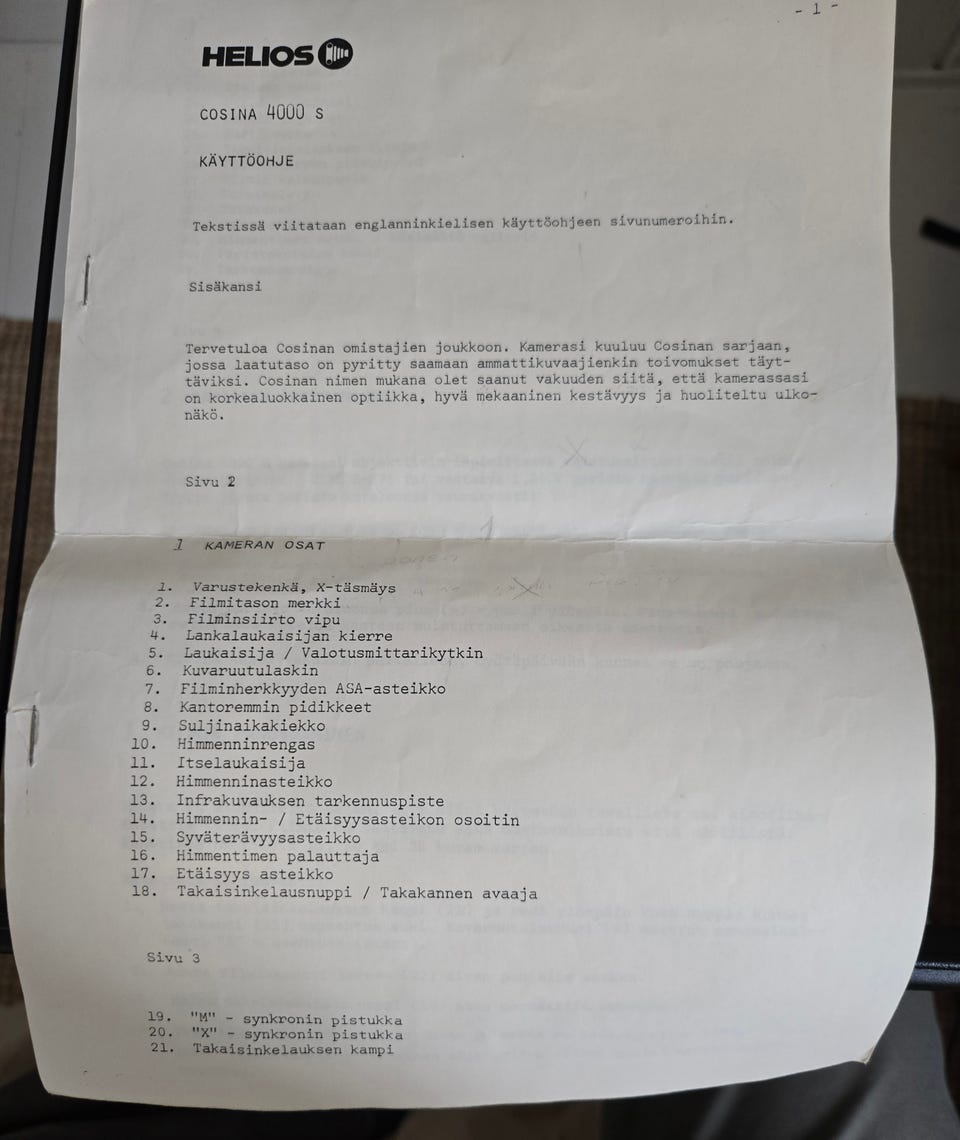 - 1 -
HELIOS
COSINA 4000 S
KÄYTTÖOHJE
Tekstissä viitataan englanninkielisen käyttöohjeen sivunumeroihin.
Sisäkansi
Tervetuloa Cosinan omistajien joukkoon. Kamerasi kuuluu Cosinan sarjaan,
jossa laatutaso on pyritty saamaan ammattikuvaajienkin toivomukset täyt-
täviksi. Cosinan nimen mukana olet saanut vakuuden siitä, että kamerassasi
on korkealuokkainen optiikka, hyvä mekaaninen kestävyys ja huoliteltu ulko-
näkö.
Sivu 2
1 KAMERAN OSAT
1. Varustekenkä, X-täsmäys
2. Filmitason merkki
3. Filminsiirto vipu
4. Lankalaukaisijan kierre
5. Laukaisija / Valotusmittarikytkin
6. Kuvaruutulaskin
7. Filminherkkyyden ASA-asteikko
8. Kantoremmin pidikkeet
9. Suljinaikakiekko
10. Himmenninrengas
11. Itselaukaisija
12. Himmenninasteikko
13. Infrakuvauksen tarkennuspiste
14. Himmennin- / Etäisyysasteikon osoitin
15. Syväterävyysasteikko
16. Himmentimen palauttaja
17. Etäisyys asteikko
18. Takaisinkelausnuppi / Takakannen avaaja
Sivu 3
19. "M" - synkronin pistukka
20. "X" - synkronin pistukka
21. Takaisinkelauksen kampi